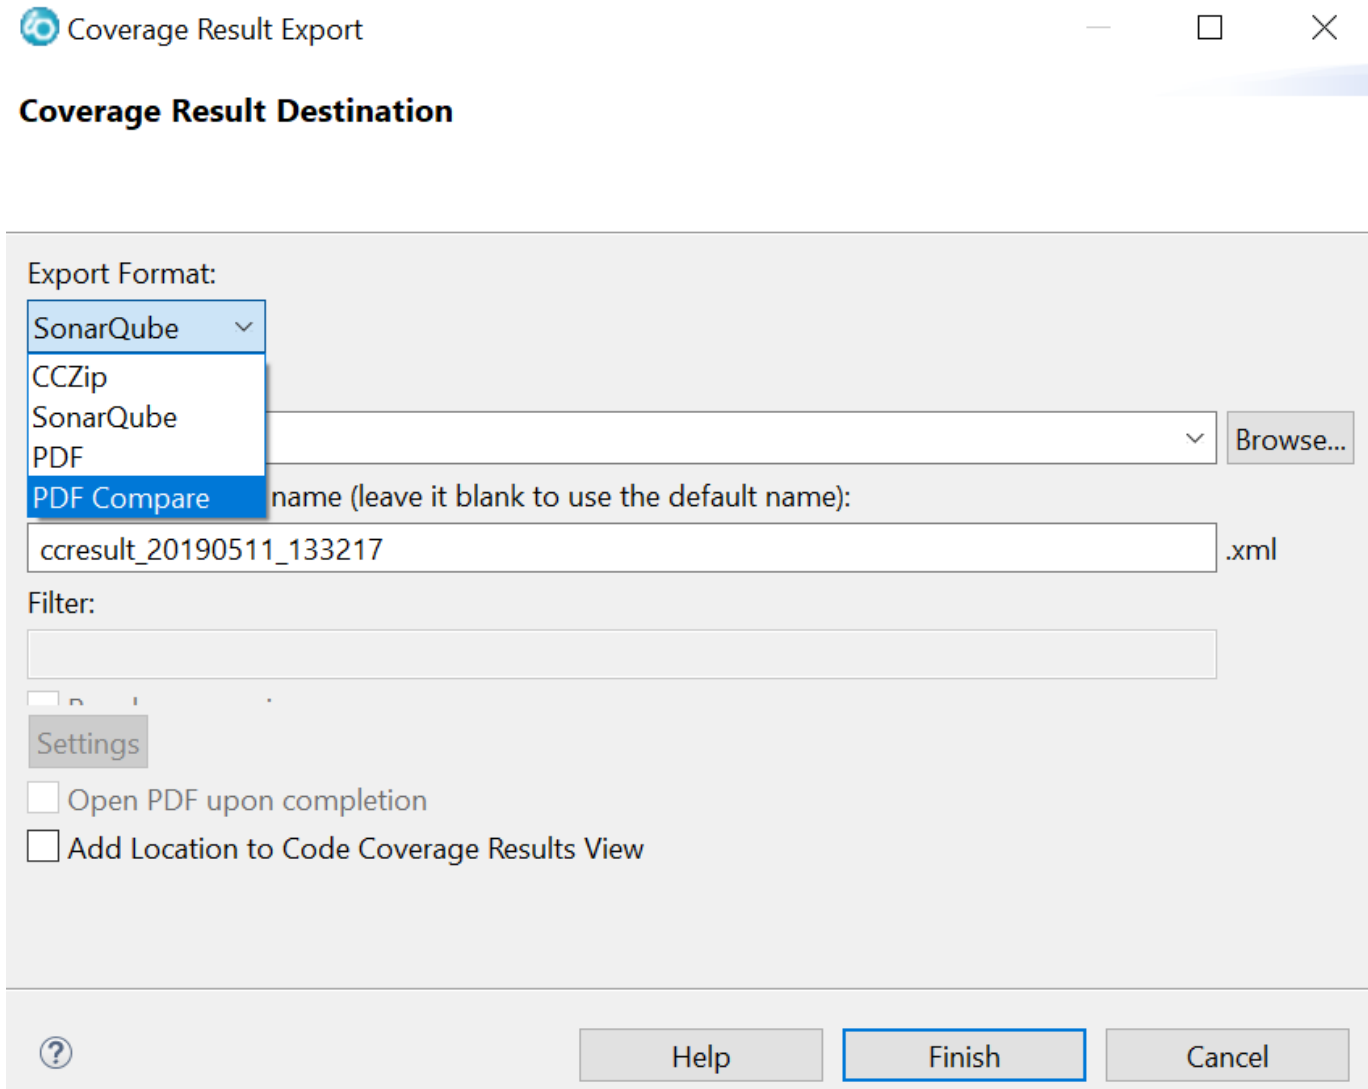 Coverage Result Export
Coverage Result Destination
Export Format:
SonarQube
CCZip
SonarQube
PDF
PDF Compare
Browse...
name (leave it blank to use the default name):
ccresult_20190511_133217
.xml
Filter:
Settings
Open PDF upon completion
Add Location to Code Coverage Results View
?
Help
Finish
Cancel